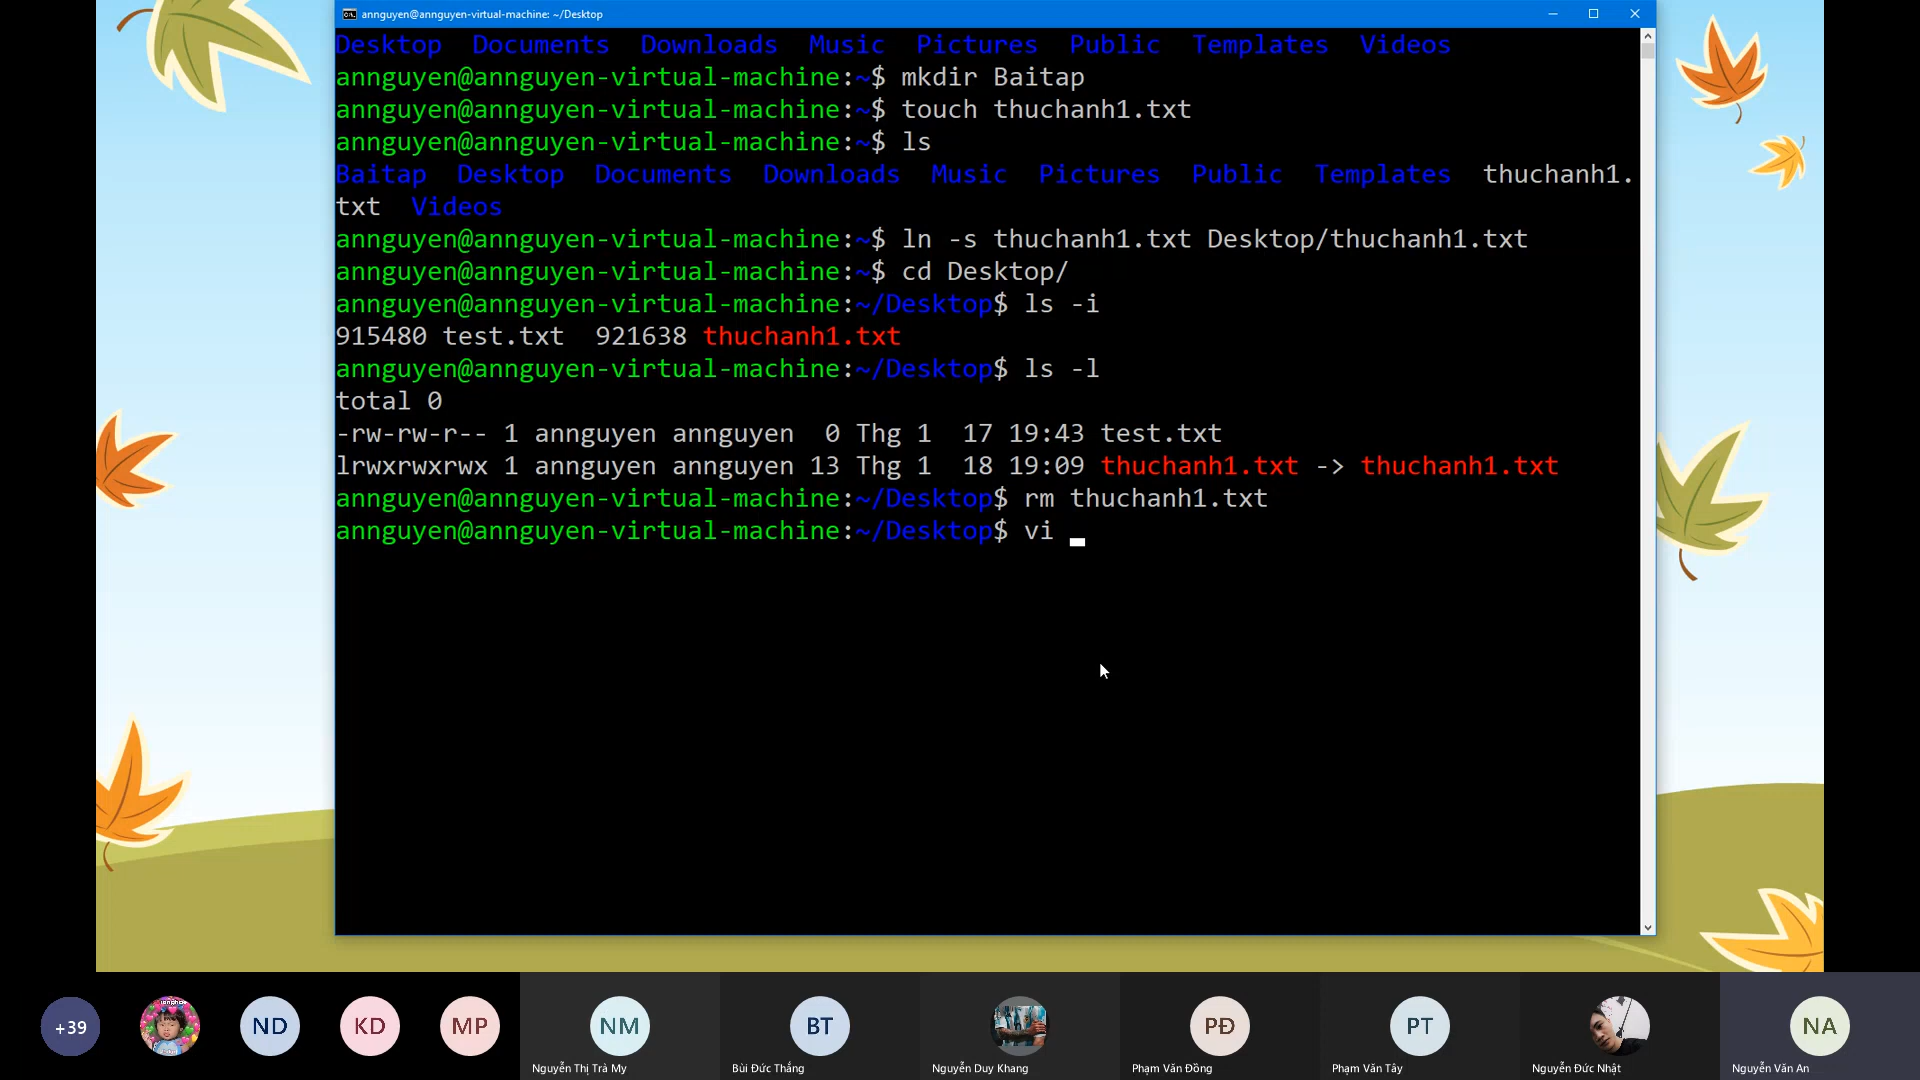 annguyen@annguyen-virtual-machine: ~/Desktop
Desktop  Documents  Downloads  Music  Pictures  Public  Templates  Videos
annguyen@annguyen-virtual-machine:~$ mkdir Baitap
annguyen@annguyen-virtual-machine:~$ touch thuchanh1.txt
annguyen@annguyen-virtual-machine:~$ ls
Baitap  Desktop  Documents  Downloads  Music  Pictures  Public  Templates  thuchanh1.
txt  Videos
annguyen@annguyen-virtual-machine:~$ ln -s thuchanh1.txt Desktop/thuchanh1.txt
annguyen@annguyen-virtual-machine:~$ cd Desktop/
annguyen@annguyen-virtual-machine:~/Desktop$ ls -i
915480 test.txt  921638 thuchanh1.txt
annguyen@annguyen-virtual-machine:~/Desktop$ ls -l
total 0
-rw-rw-r-- 1 annguyen annguyen  0 Thg 1  17 19:43 test.txt
lrwxrwxrwx 1 annguyen annguyen 13 Thg 1  18 19:09 thuchanh1.txt -> thuchanh1.txt
annguyen@annguyen-virtual-machine:~/Desktop$ rm thuchanh1.txt
annguyen@annguyen-virtual-machine:~/Desktop$ vi
+39 ND KD MP NM BT PĐ PT NA
Nguyễn Thị Trà My Bùi Đức Thắng Nguyễn Duy Khang Phạm Văn Đồng Phạm Văn Tây Nguyễn Đức Nhật Nguyễn Văn An